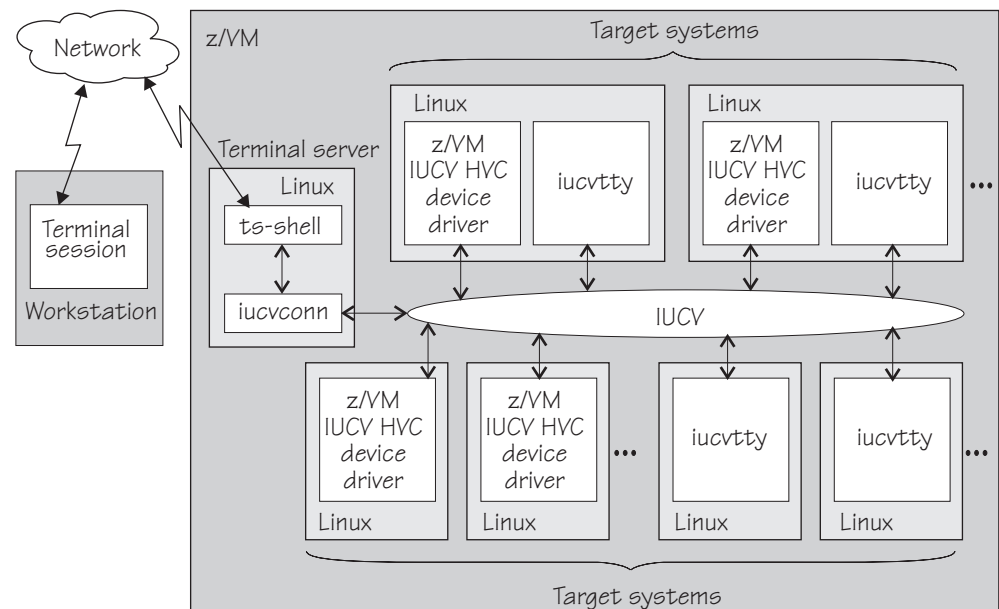 Network
z/VM
Target systems
Linux
z/VM
IUCV HVC
device
driver
iucvtty
Linux
z/VM
IUCV HVC
device
driver
iucvtty
...
Terminal server
Linux
ts-shell
iucvconn
Terminal
session
Workstation
IUCV
z/VM
IUCV HVC
device
driver
Linux
z/VM
IUCV HVC
device
driver
Linux
...
iucvtty
Linux
iucvtty
Linux
...
Target systems